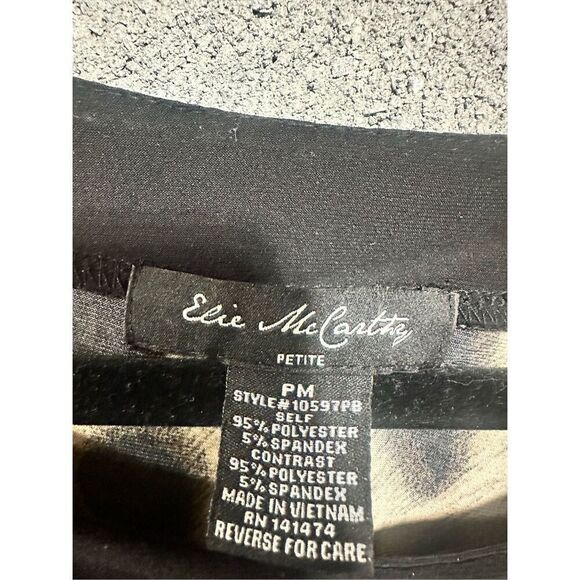 Elie McCarthy
PETITE
PM
STYLE#10597PB
SELF
95% POLYESTER
5% SPANDEX
CONTRAST
95% POLYESTER
5% SPANDEX
MADE IN VIETNAM
RN 141474
REVERSE FOR CARE